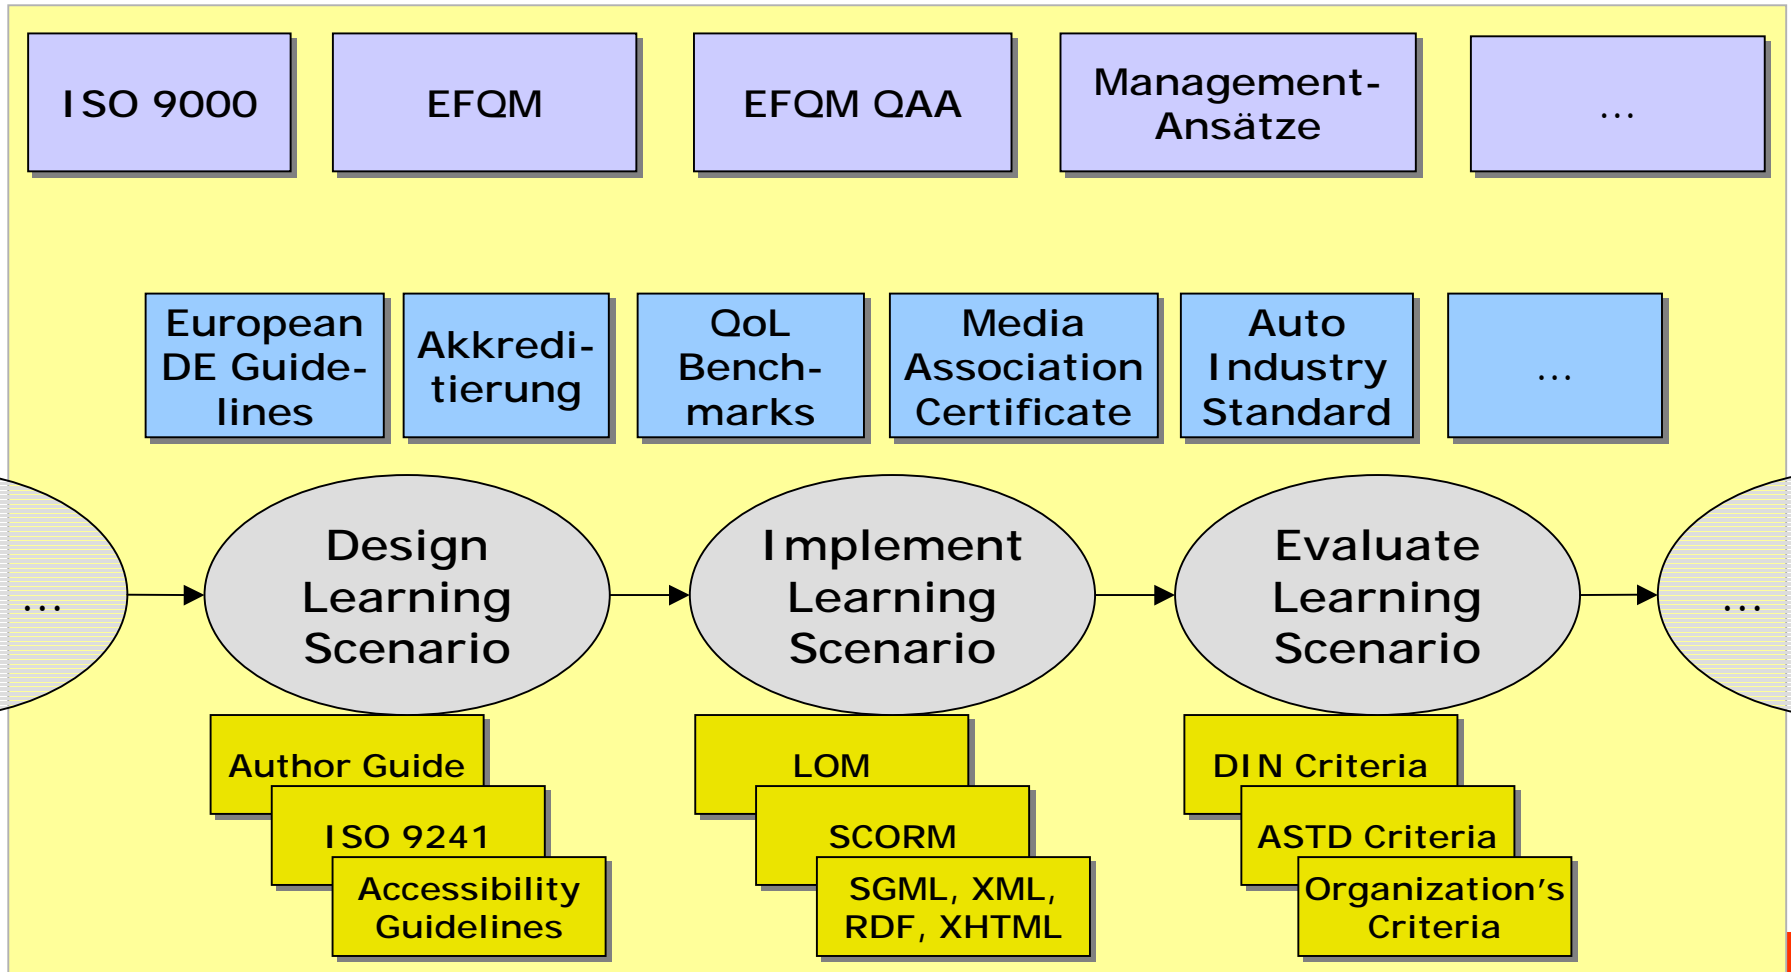 ISO 9000
EFQM
EFQM QAA
Management-
Ansätze
...
European
DE Guide-
lines
Akkredi-
tierung
QoL
Bench-
marks
Media
Association
Certificate
Auto
Industry
Standard
...
...
Design
Learning
Scenario
Implement
Learning
Scenario
Evaluate
Learning
Scenario
...
Author Guide
ISO 9241
Accessibility
Guidelines
LOM
SCORM
SGML, XML,
RDF, XHTML
DIN Criteria
ASTD Criteria
Organization's
Criteria